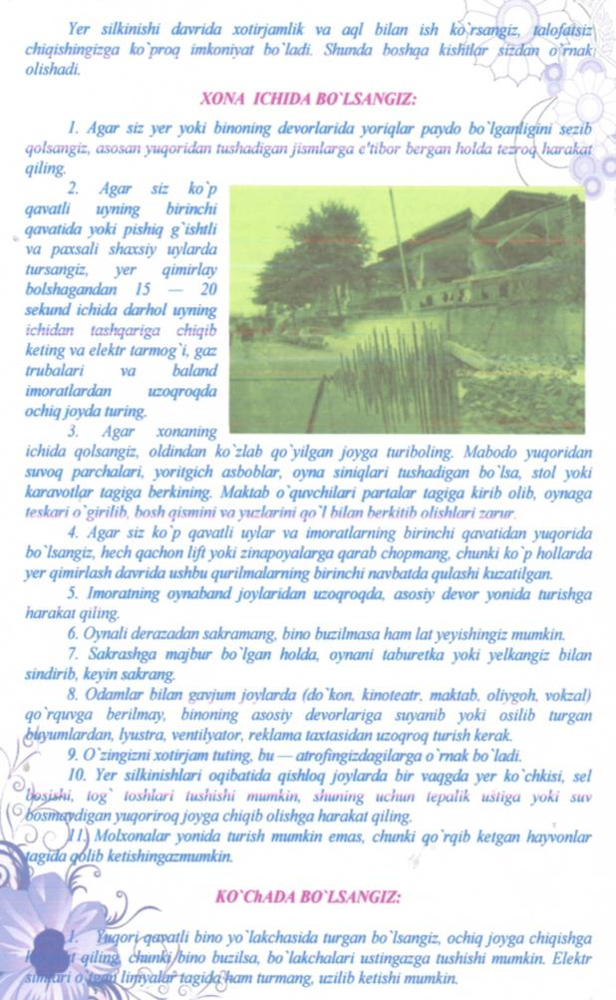 Yer silkinishi davrida xotirjamlik va aql bilan ish ko`rsangiz, talofatsiz
chiqishingizga ko`proq imkoniyat bo`ladi. Shunda boshqa kishilar sizdan o`rnak
olishadi.
XONA ICHIDA BO`LSANGIZ:
1. Agar siz yer yoki binoning devorlarida yoriqlar paydo bo`lganligini sezib
qolsangiz, asosan yuqoridan tushadigan jismlarga e'tibor bergan holda tezroq harakat
qiling.
2. Agar siz ko`p
qavatli uyning birinchi
qavatida yoki pishiq g`ishtli
va paxsali shaxsiy uylarda
tursangiz, yer qimirlay
bolshagandan 15 — 20
sekund ichida darhol uyning
ichidan tashqariga chiqib
keting va elektr tarmog`i, gaz
trubalari va baland
imoratlardan uzoqroqda
ochiq joyda turing.
3. Agar xonaning
ichida qolsangiz, oldindan ko`zlab qo`yilgan joyga turiboling. Mabodo yuqoridan
suvoq parchalari, yoritgich asboblar, oyna siniqlari tushadigan bo`lsa, stol yoki
karavotlar tagiga berkining. Maktab o`quvchilari partalar tagiga kirib olib, oynaga
teskari o`girilib, bosh qismini va yuzlarini qo`l bilan berkitib olishlari zarur.
4. Agar siz ko`p qavatli uylar va imoratlarning birinchi qavatidan yuqorida
bo`lsangiz, hech qachon lift yoki zinapoyalarga qarab chopmang, chunki ko`p hollarda
yer qimirlash davrida ushbu qurilmalarning birinchi navbatda qulashi kuzatilgan.
5. Imoratning oynaband joylaridan uzoqroqda, asosiy devor yonida turishga
harakat qiling.
6. Oynali derazadan sakramang, bino buzilmasa ham lat yeyishingiz mumkin.
7. Sakrashga majbur bo`lgan holda, oynani taburetka yoki yelkangiz bilan
sindirib, keyin sakrang.
8. Odamlar bilan gavjum joylarda (do`kon, kinoteatr, maktab, oliygoh, vokzal)
qo`rquvga berilmay, binoning asosiy devorlariga suyanib yoki osilib turgan
buyumlardan, lyustra, ventilyator, reklama taxtasidan uzoqroq turish kerak.
9. O`zingizni xotirjam tuting, bu — atrofingizdagilarga o`rnak bo`ladi.
10. Yer silkinishlari oqibatida qishloq joylarda bir vaqgda yer ko`chkisi, sel
bosishi, tog` toshlari tushishi mumkin, shuning uchun tepalik ustiga yoki suv
bosmaydigan yuqoriroq joyga chiqib olishga harakat qiling.
11. Molxonalar yonida turish mumkin emas, chunki qo`rqib ketgan hayvonlar
tagida qolib ketishingazmumkin.
KO`ChADA BO`LSANGIZ:
1. Yuqori qavatli bino yo`lakchasida turgan bo`lsangiz, ochiq joyga chiqishga
harakat qiling, chunki bino buzilsa, bo`lakchalari ustingazga tushishi mumkin. Elektr
simlari o`tgan liniyalar tagida ham turmang, uzilib ketishi mumkin.